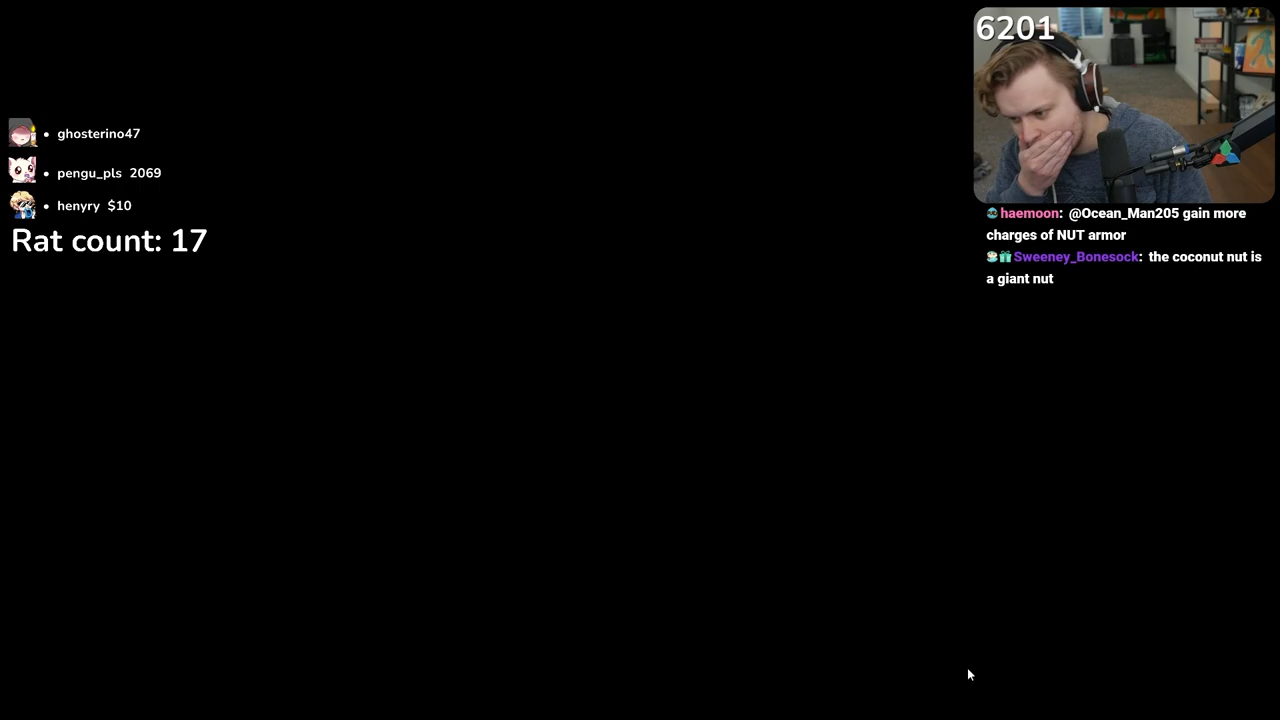 6201
ghosterino47
pengu_pls 2069
henyry $10
Rat count: 17
haemoon: @Ocean_Man205 gain more
charges of NUT armor
Sweeney_Bonesock: the coconut nut is
a giant nut